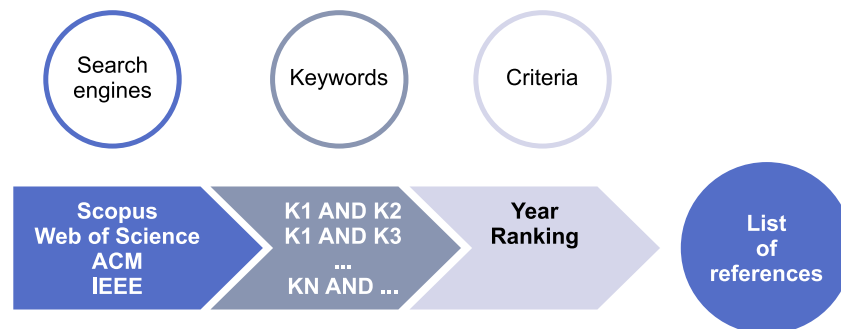 Search
engines
Keywords
Criteria
Scopus
Web of Science
ACM
IEEE
K1 AND K2
K1 AND K3
...
KN AND ...
Year
Ranking
List
of
references